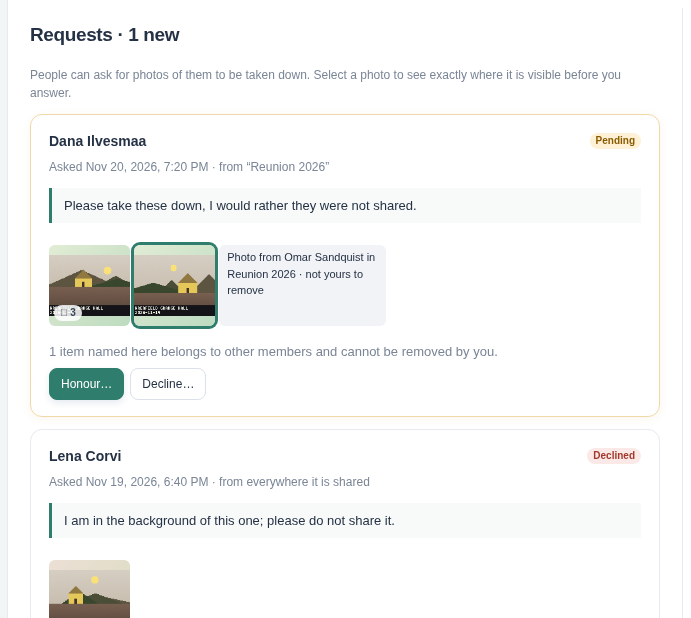 Requests · 1 new
People can ask for photos of them to be taken down. Select a photo to see exactly where it is visible before you
answer.
Dana Ilvesmaa
Pending
Asked Nov 20, 2026, 7:20 PM · from “Reunion 2026”
Please take these down, I would rather they were not shared.
3
Photo from Omar Sandquist in
Reunion 2026 · not yours to
remove
1 item named here belongs to other members and cannot be removed by you.
Honour…
Decline…
Lena Corvi
Declined
Asked Nov 19, 2026, 6:40 PM · from everywhere it is shared
I am in the background of this one; please do not share it.